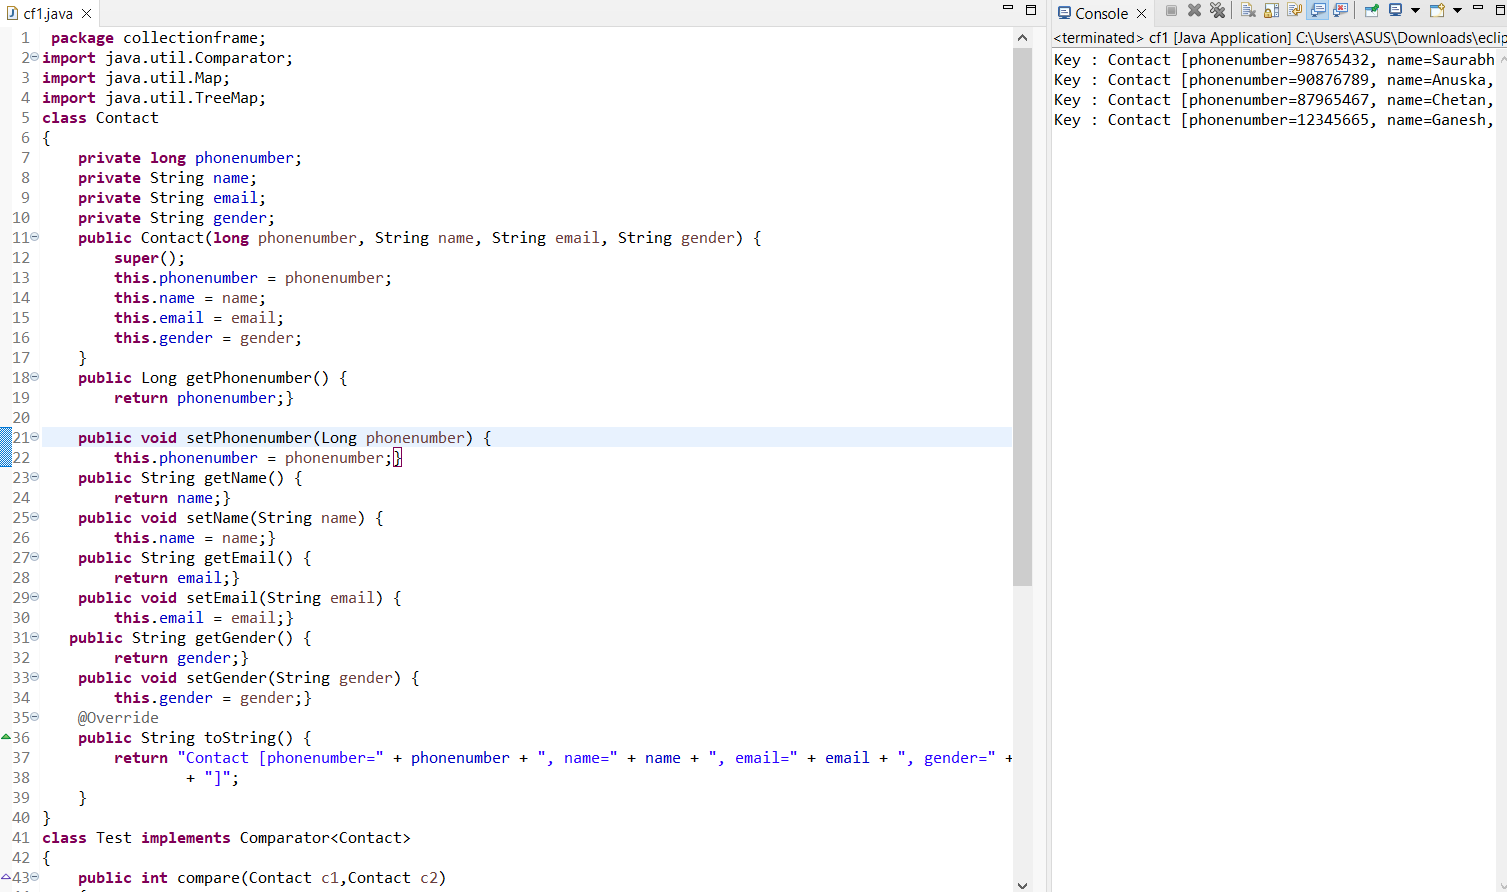 cf1.java
1 package collectionframe;
2 import java.util.Comparator;
3 import java.util.Map;
4 import java.util.TreeMap;
5 class Contact
6 {
7 private long phonenumber;
8 private String name;
9 private String email;
10 private String gender;
11 public Contact(long phonenumber, String name, String email, String gender) {
12 super();
13 this.phonenumber = phonenumber;
14 this.name = name;
15 this.email = email;
16 this.gender = gender;
17 }
18 public Long getPhonenumber() {
19 return phonenumber;}
20
21 public void setPhonenumber(Long phonenumber) {
22 this.phonenumber = phonenumber;}
23 public String getName() {
24 return name;}
25 public void setName(String name) {
26 this.name = name;}
27 public String getEmail() {
28 return email;}
29 public void setEmail(String email) {
30 this.email = email;}
31 public String getGender() {
32 return gender;}
33 public void setGender(String gender) {
34 this.gender = gender;}
35 @Override
36 public String toString() {
37 return "Contact [phonenumber=" + phonenumber + ", name=" + name + ", email=" + email + ", gender=" +
38 + "]";
39 }
40 }
41 class Test implements Comparator<Contact>
42 {
43 public int compare(Contact c1,Contact c2)
Console
<terminated> cf1 [Java Application] C:\Users\ASUS\Downloads\eclip
Key : Contact [phonenumber=98765432, name=Saurabh
Key : Contact [phonenumber=90876789, name=Anuska,
Key : Contact [phonenumber=87965467, name=Chetan,
Key : Contact [phonenumber=12345665, name=Ganesh,